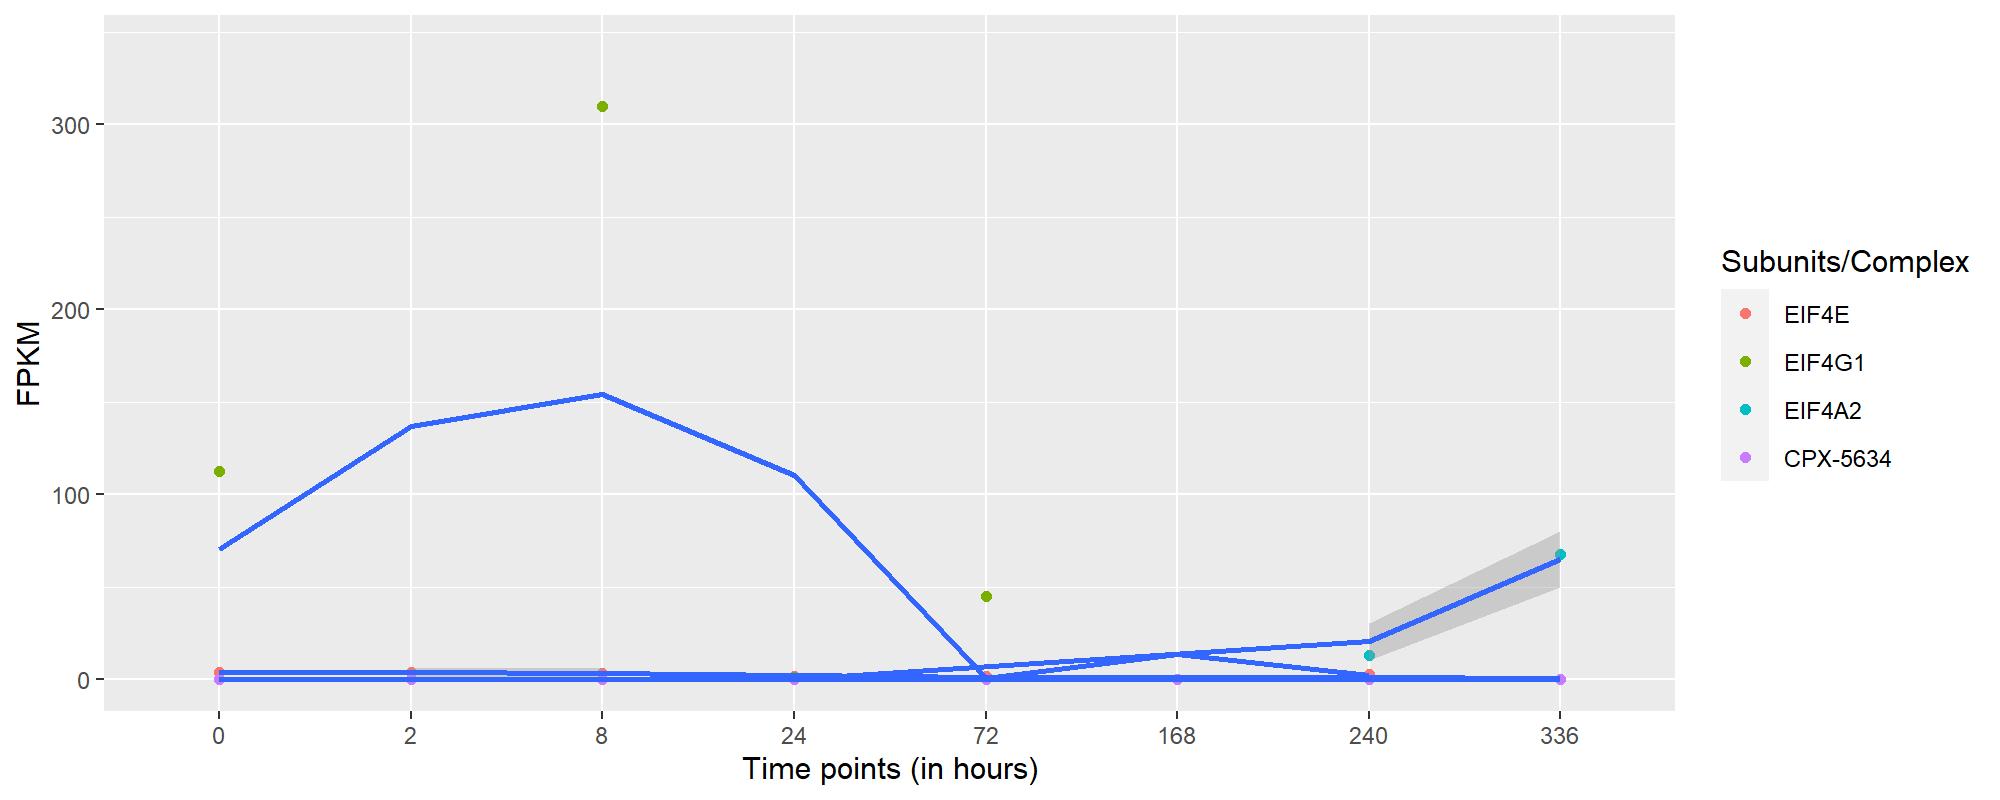 FPKM
300
200
100
0
0 2 8 24 72 168 240 336
Time points (in hours)
Subunits/Complex
EIF4E
EIF4G1
EIF4A2
CPX-5634